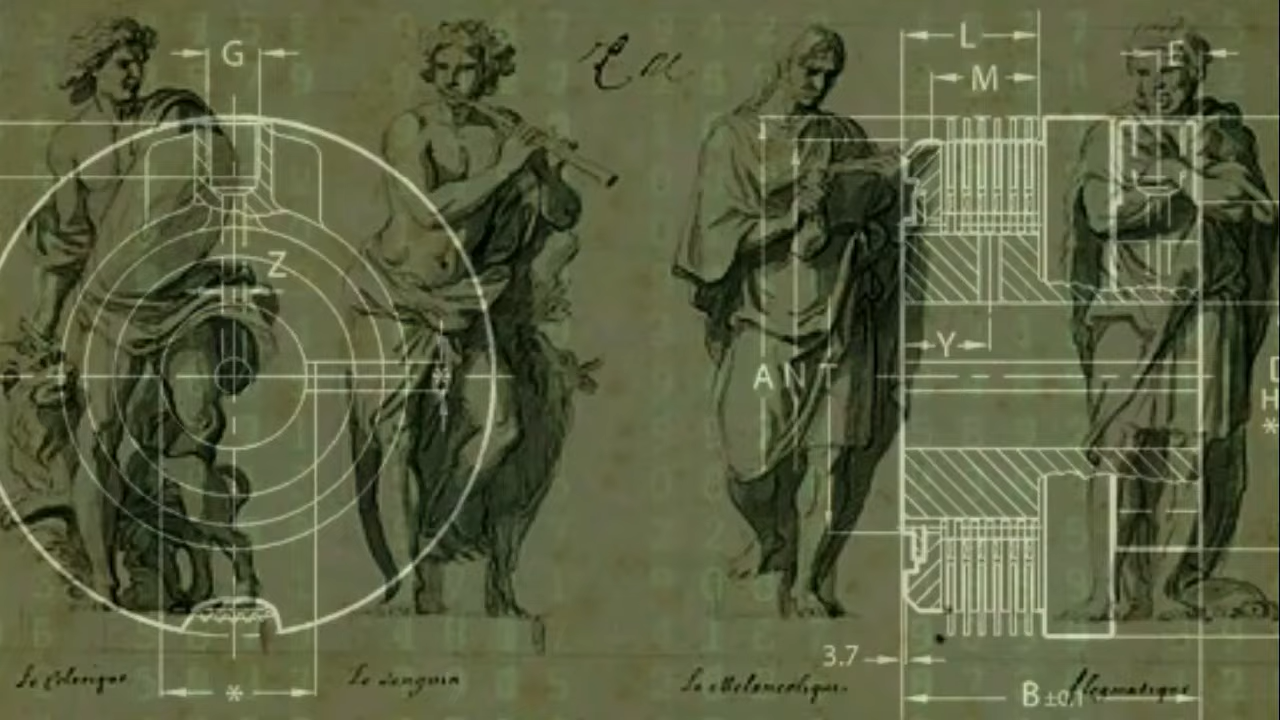 G
L
E
M
Z
Y
A N T
H
*
3.7
*
B ±0.1
Le Colerique
Le Sanguin
Le Melancolique.
flegmatique